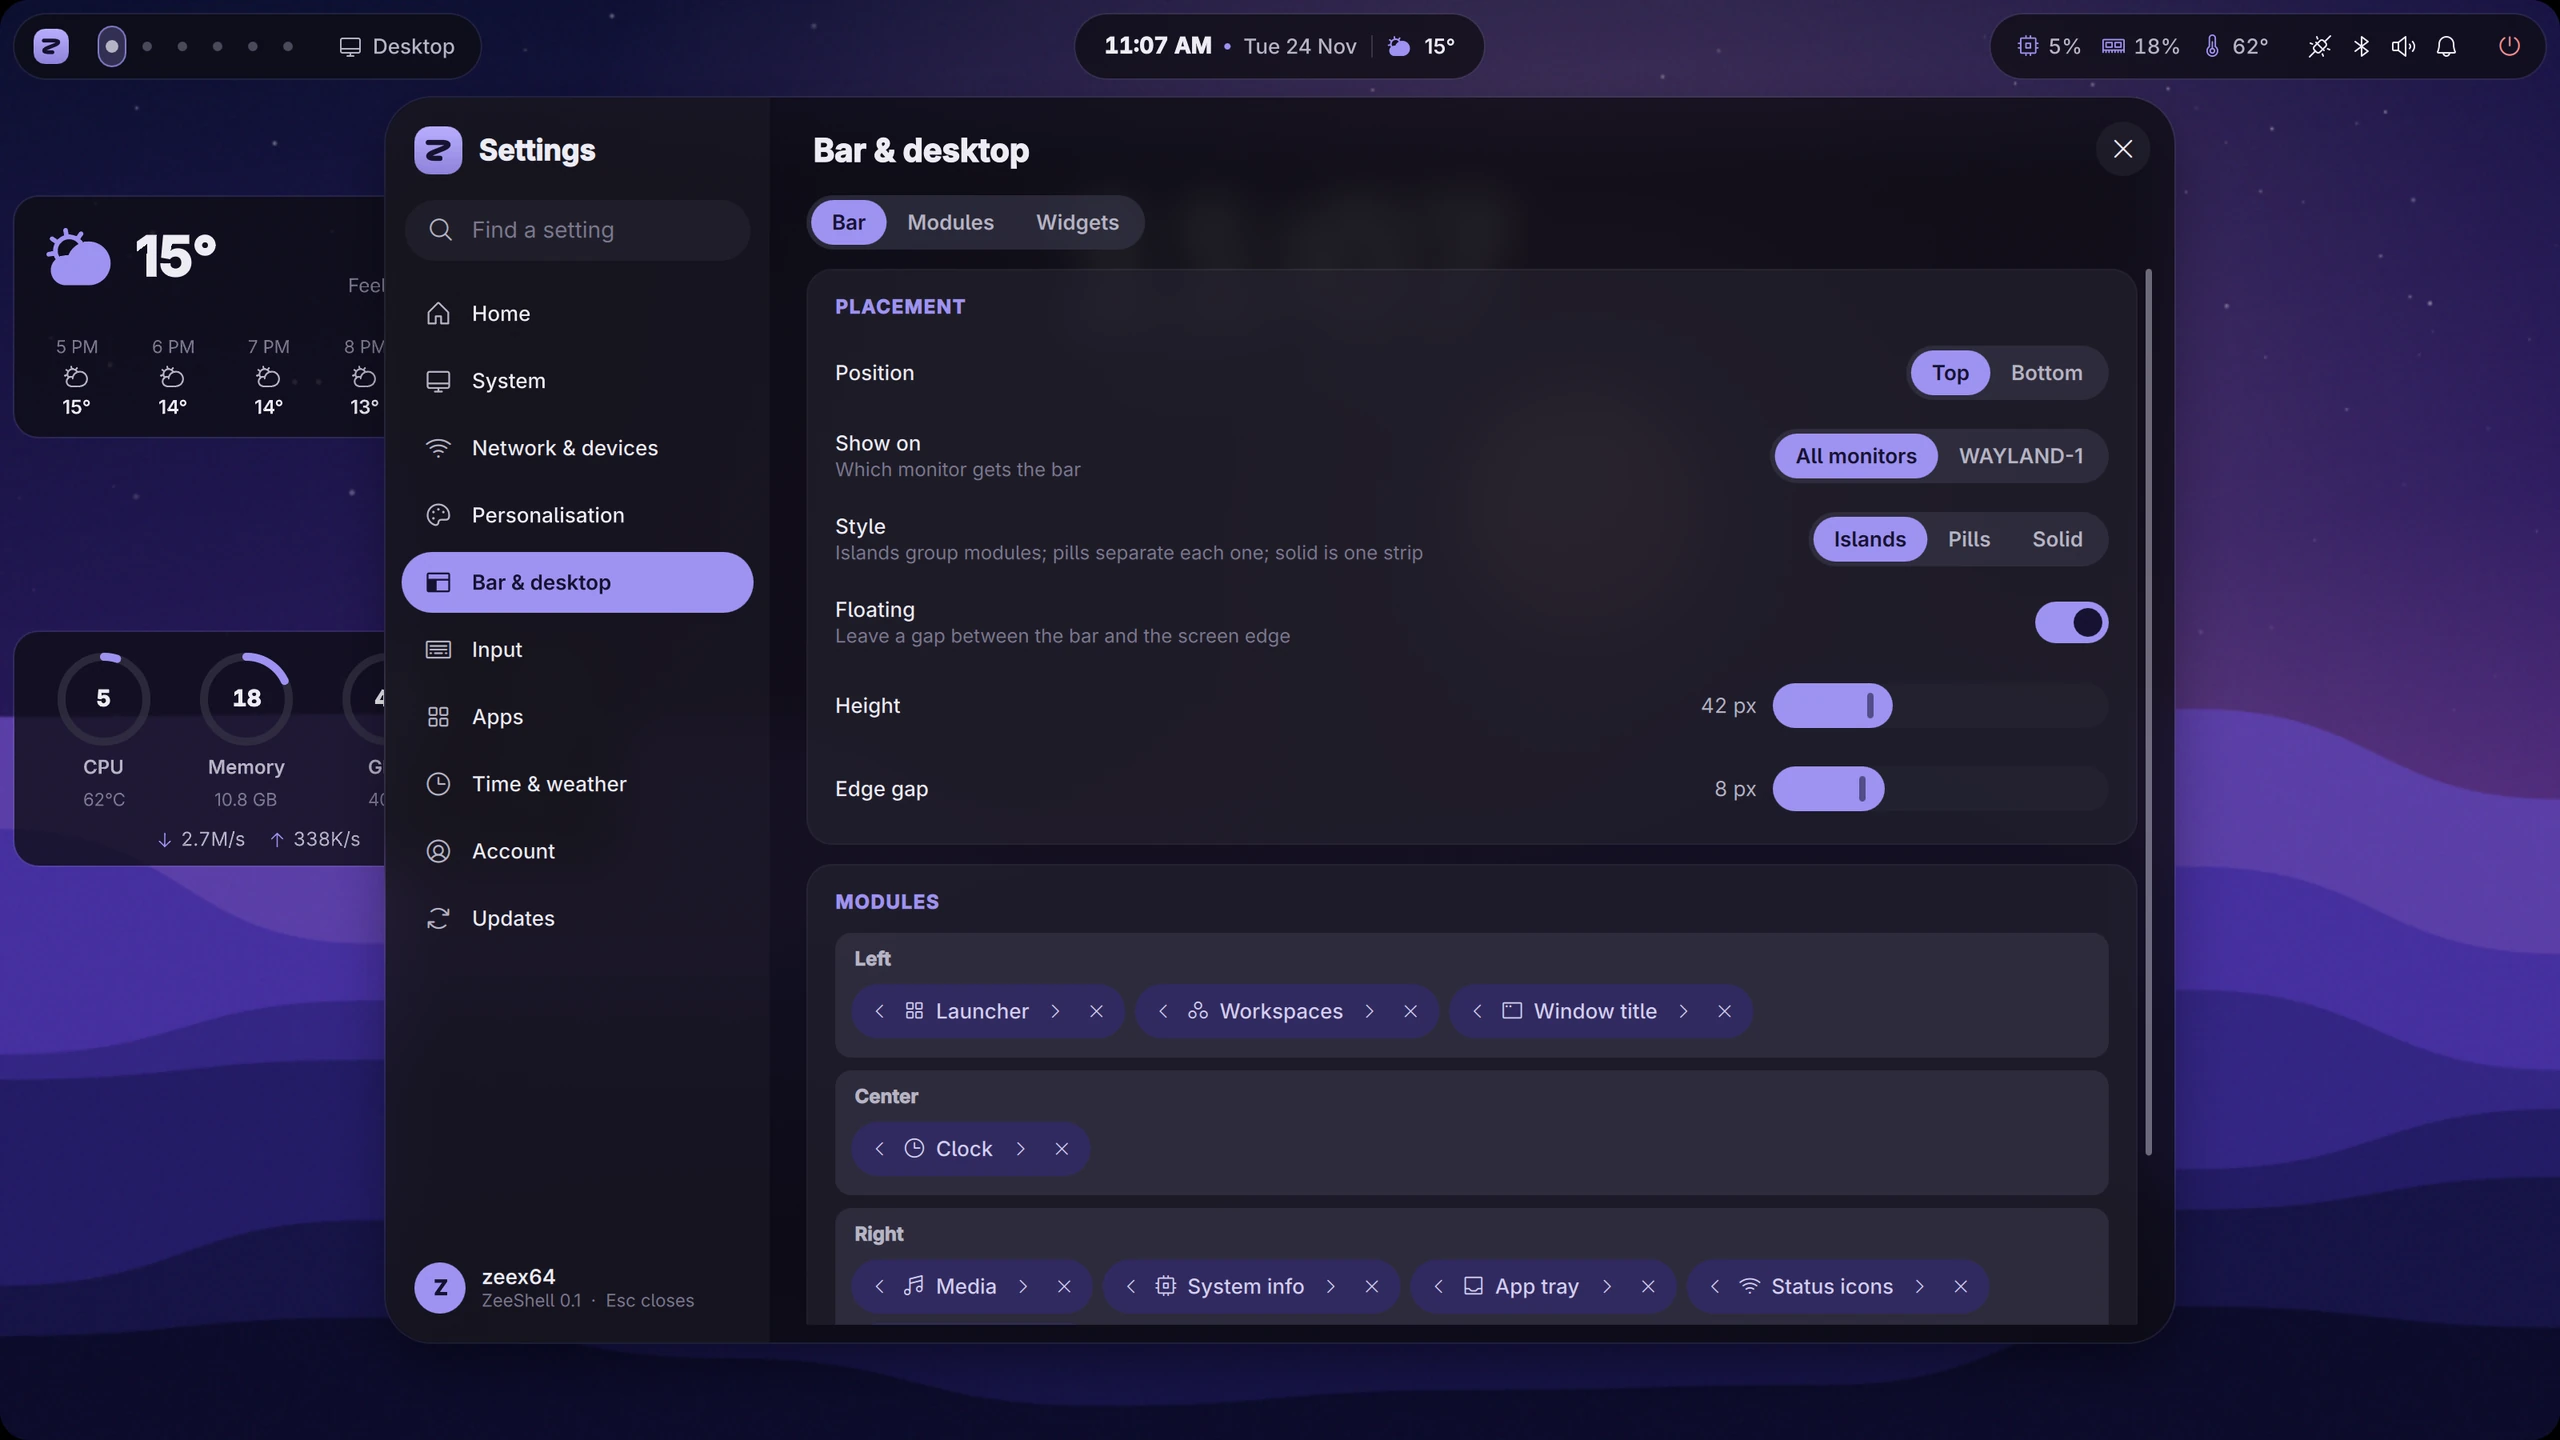 Desktop
11:07 AM • Tue 24 Nov 15°
5% 18% 62°
15°
Feel
5 PM 6 PM 7 PM 8 PM
15° 14° 14° 13°
5 18 4
CPU Memory G
62°C 10.8 GB 40
↓ 2.7M/s ↑ 338K/s
Settings
Find a setting
Home
System
Network & devices
Personalisation
Bar & desktop
Input
Apps
Time & weather
Account
Updates
Z
zeex64
ZeeShell 0.1 · Esc closes
Bar & desktop
Bar Modules Widgets
PLACEMENT
Position
Top Bottom
Show on
Which monitor gets the bar
All monitors WAYLAND-1
Style
Islands group modules; pills separate each one; solid is one strip
Islands Pills Solid
Floating
Leave a gap between the bar and the screen edge
Height 42 px
Edge gap 8 px
MODULES
Left
Launcher Workspaces Window title
Center
Clock
Right
Media System info App tray Status icons